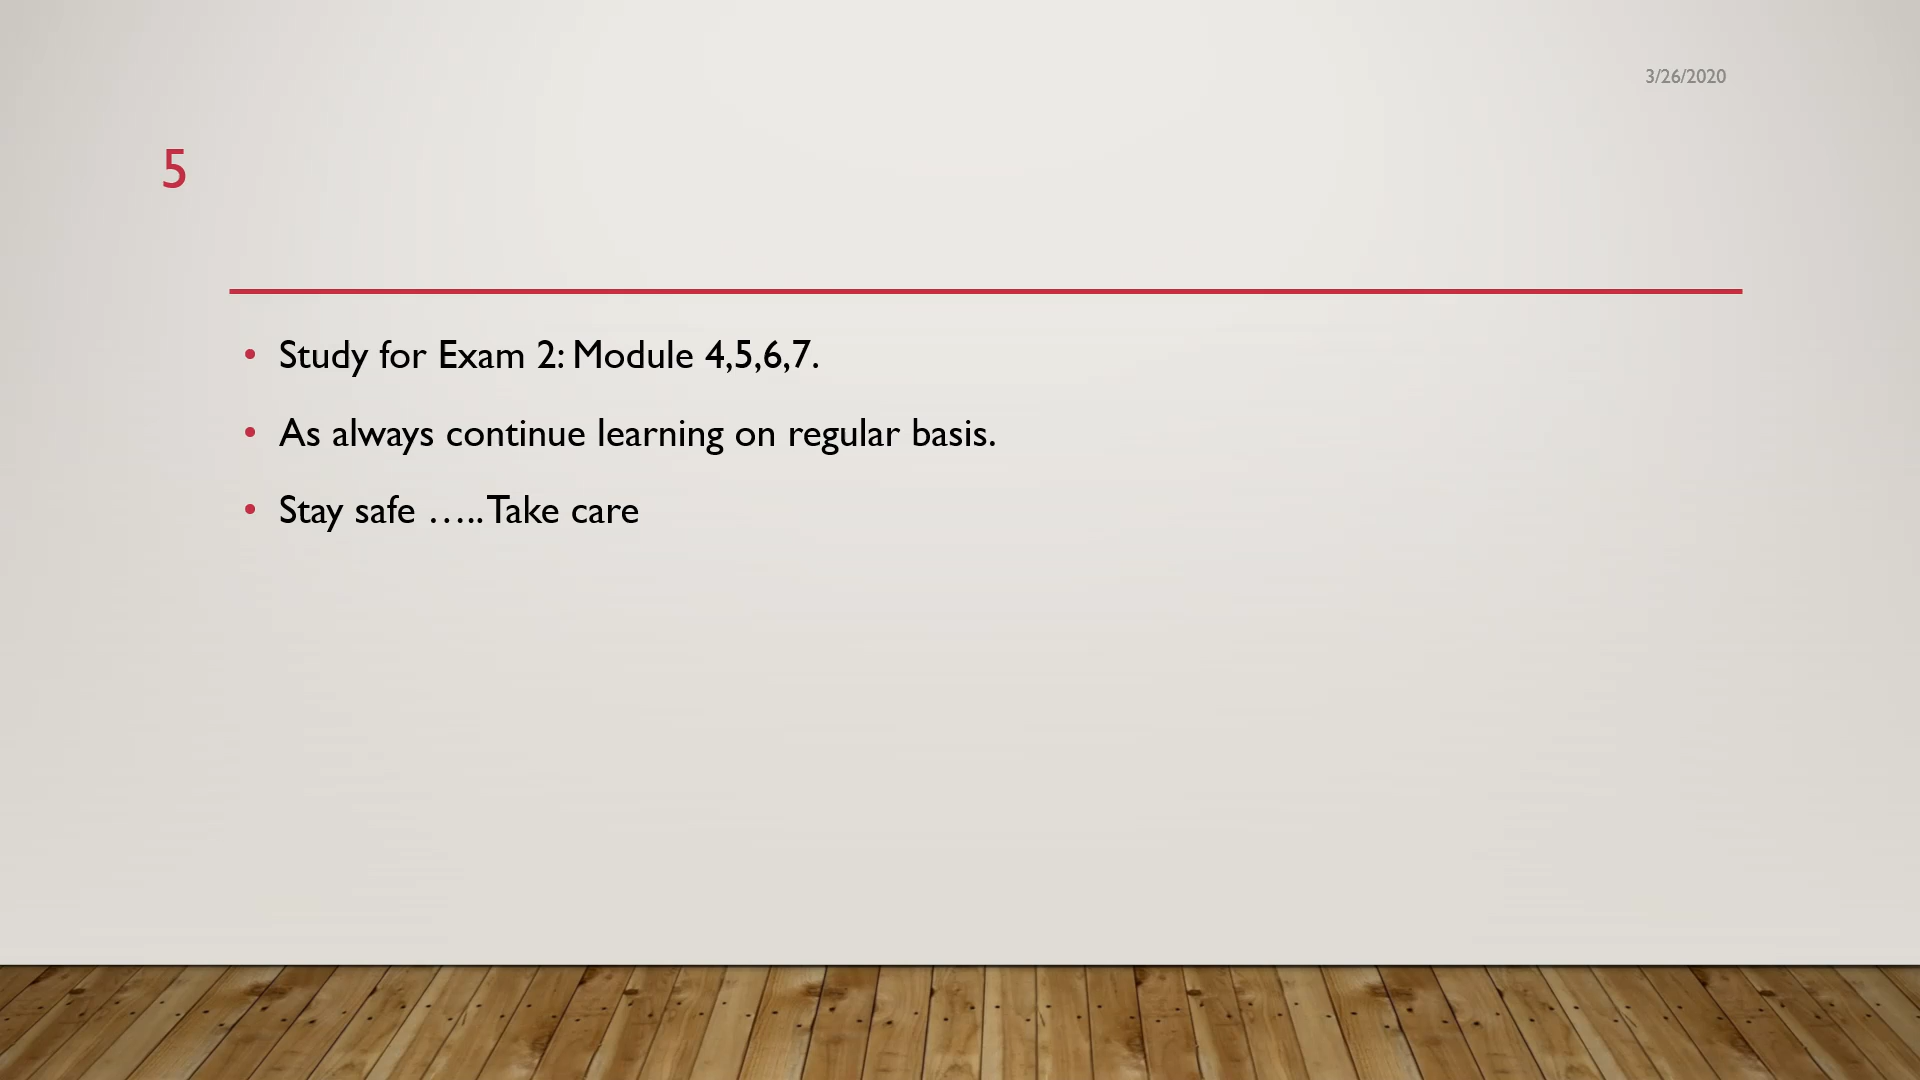 3/26/2020
5
• Study for Exam 2: Module 4,5,6,7.
• As always continue learning on regular basis.
• Stay safe ….. Take care